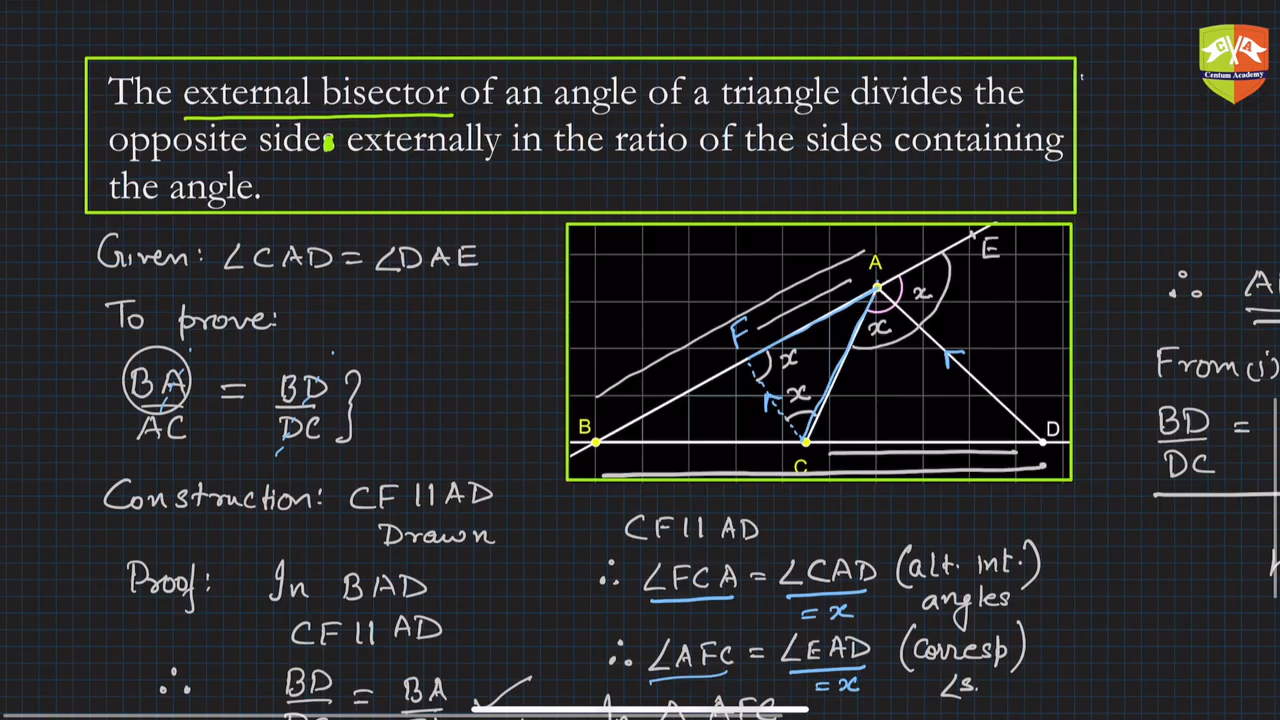 The external bisector of an angle of a triangle divides the
opposite sides externally in the ratio of the sides containing
the angle.
C A
Centum Academy
Given: ∠CAD = ∠DAE
To prove:
BA/AC = BD/DC }
Construction: CF || AD
Drawn
Proof: In BAD
CF || AD
∴ BD = BA
E
A
x
x
F
x
x
B
C
D
CF || AD
∴ ∠FCA = ∠CAD (alt. int.)
= x angles
∴ ∠AFC = ∠EAD (corresp)
= x ∠s.
∴
From (i)
BD/DC =